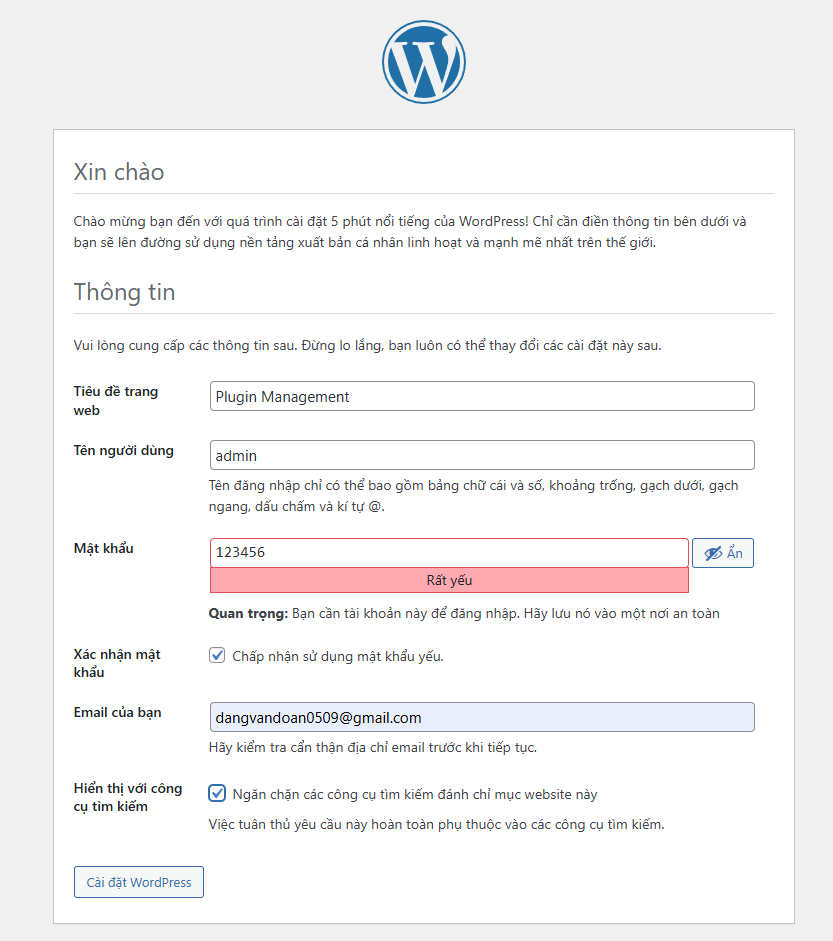 Xin chào
Chào mừng bạn đến với quá trình cài đặt 5 phút nổi tiếng của WordPress! Chỉ cần điền thông tin bên dưới và
bạn sẽ lên đường sử dụng nền tảng xuất bản cá nhân linh hoạt và mạnh mẽ nhất trên thế giới.
Thông tin
Vui lòng cung cấp các thông tin sau. Đừng lo lắng, bạn luôn có thể thay đổi các cài đặt này sau.
Tiêu đề trang
web
Plugin Management
Tên người dùng
admin
Tên đăng nhập chỉ có thể bao gồm bảng chữ cái và số, khoảng trống, gạch dưới, gạch
ngang, dấu chấm và kí tự @.
Mật khẩu
123456
Ẩn
Rất yếu
Quan trọng: Bạn cần tài khoản này để đăng nhập. Hãy lưu nó vào một nơi an toàn
Xác nhận mật
khẩu
Chấp nhận sử dụng mật khẩu yếu.
Email của bạn
dangvandoan0509@gmail.com
Hãy kiểm tra cẩn thận địa chỉ email trước khi tiếp tục.
Hiển thị với công
cụ tìm kiếm
Ngăn chặn các công cụ tìm kiếm đánh chỉ mục website này
Việc tuân thủ yêu cầu này hoàn toàn phụ thuộc vào các công cụ tìm kiếm.
Cài đặt WordPress